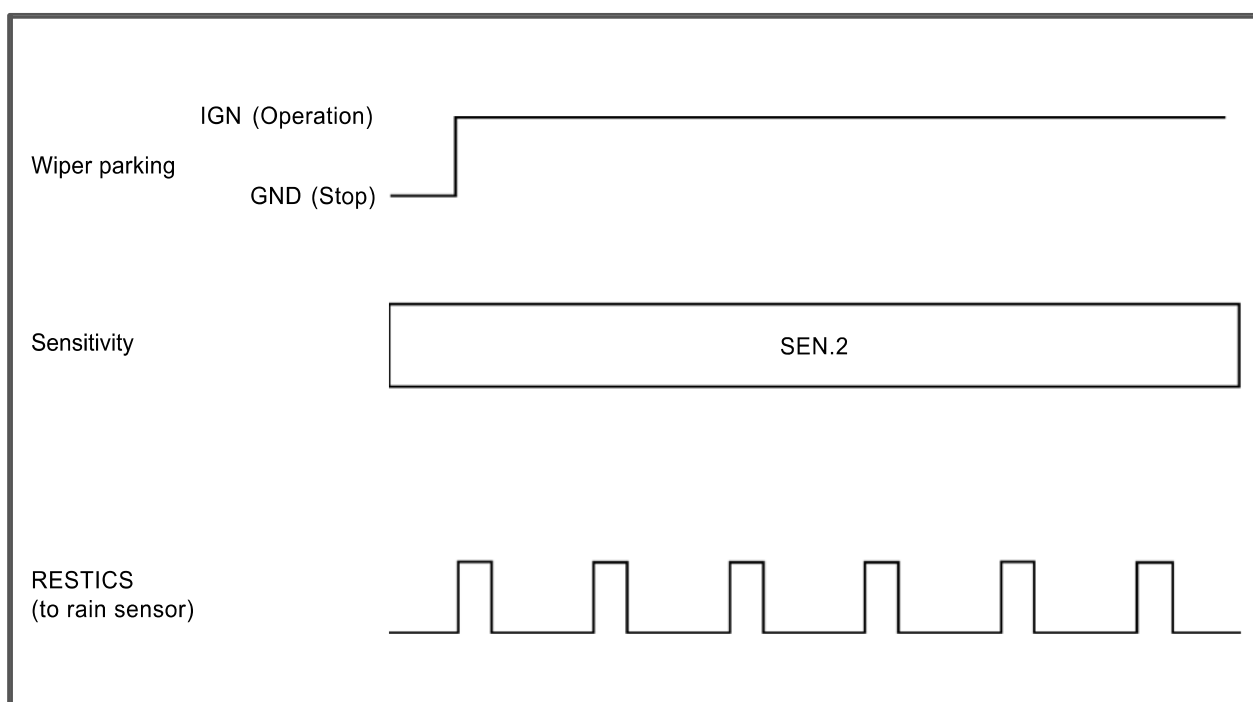 IGN (Operation)
Wiper parking
GND (Stop)
Sensitivity
SEN.2
RESTICS
(to rain sensor)